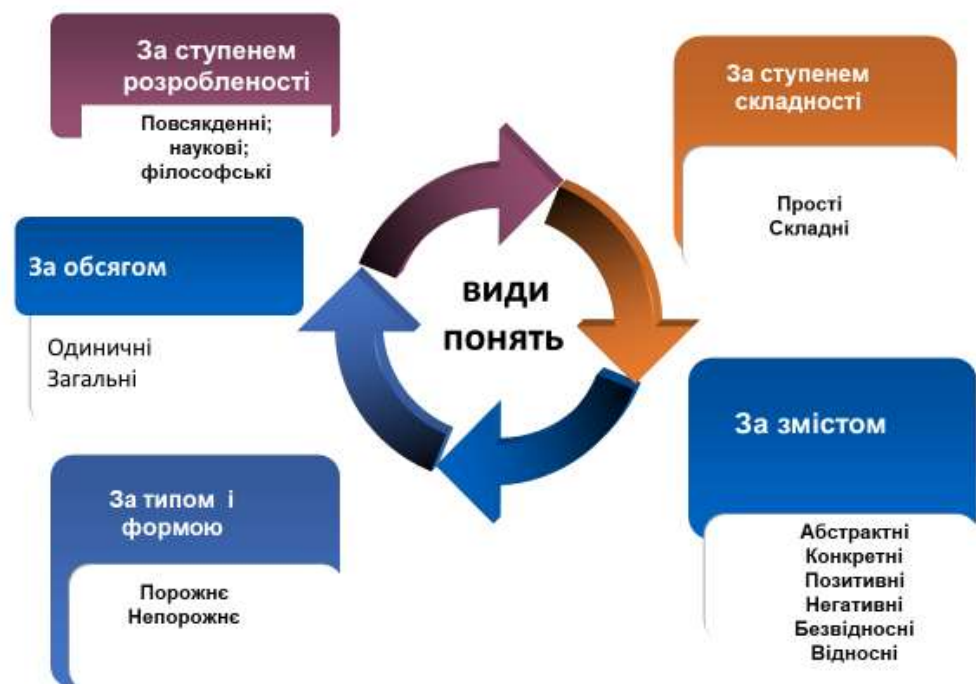 За ступенем
розробленості
Повсякденні;
наукові;
філософські
За ступенем
складності
Прості
Складні
За обсягом
Одиничні
Загальні
види
понять
За змістом
Абстрактні
Конкретні
Позитивні
Негативні
Безвідносні
Відносні
За типом і
формою
Порожнє
Непорожнє